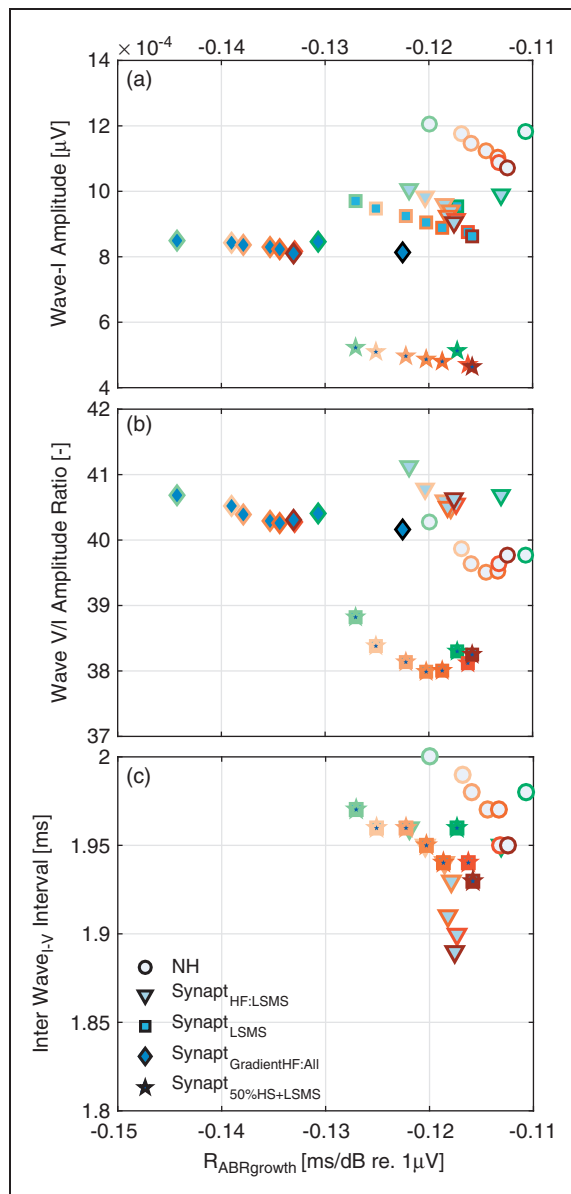 × 10⁻⁴ -0.14 -0.13 -0.12 -0.11
14
(a)
12
10
8
6
4
Wave-I Amplitude [μV]
42
(b)
41
40
39
38
37
Wave V/I Amplitude Ratio [-]
2
(c)
1.95
1.9
1.85
1.8
Inter Wave_I-V Interval [ms]
NH
Synapt_HF:LSMS
Synapt_LSMS
Synapt_GradientHF:All
Synapt_50%HS+LSMS
-0.15 -0.14 -0.13 -0.12 -0.11
R_ABRgrowth [ms/dB re. 1μV]